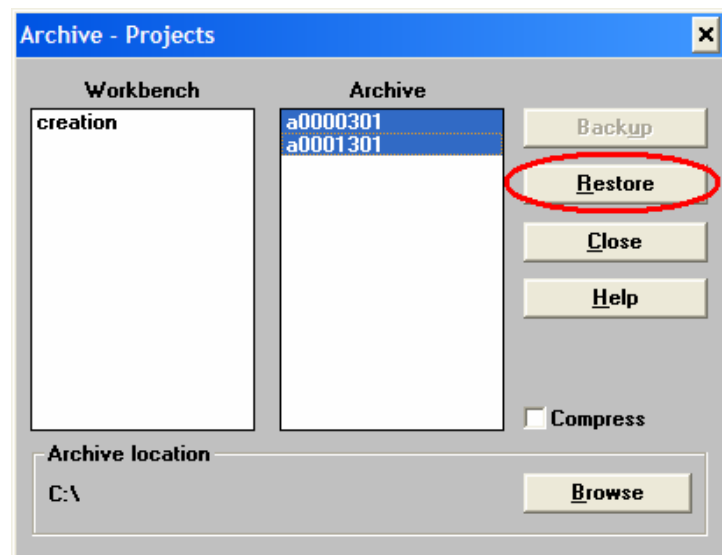 Archive - Projects
Workbench
Archive
creation
a0000301
a0001301
Backup
Restore
Close
Help
Compress
Archive location
C:\
Browse